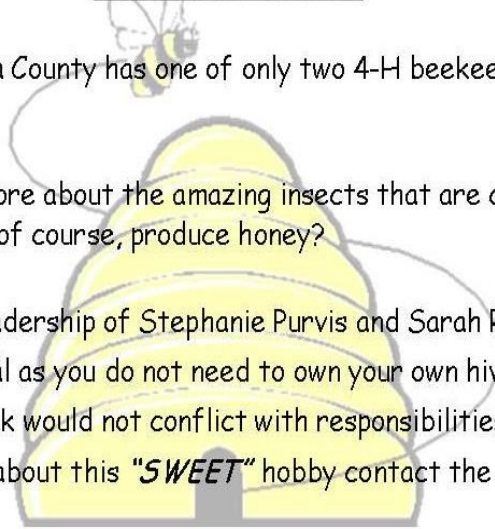 County has one of only two 4-H
ore about the amazing insects that are
of course, produce honey?
dership of Stephanie Purvis and Sarah
l as you do not need to own your own hiv
k would not conflict with responsibilitie
about this "SWEET" hobby contact the